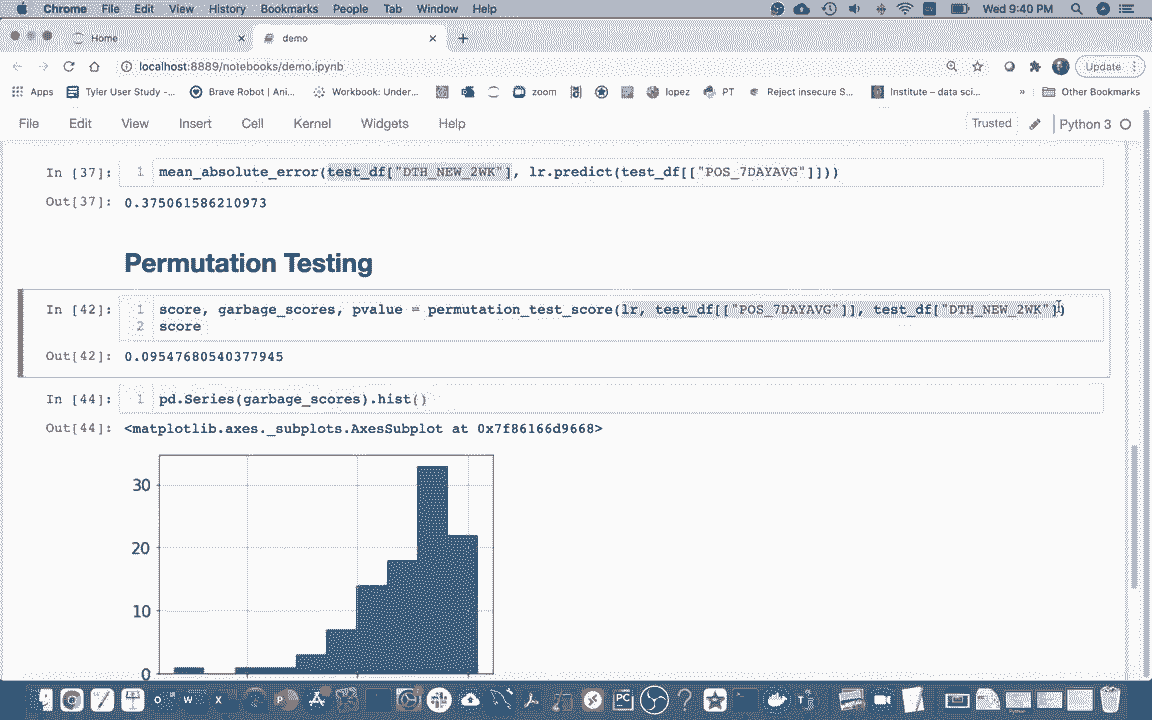 Chrome File Edit View History Bookmarks People Tab Window Help Wed 9:40 PM
Home demo
localhost:8889/notebooks/demo.ipynb Update
Apps Tyler User Study -... Brave Robot | Ani... Workbook: Under... zoom lopez PT Reject insecure S... Institute – data sci... » Other Bookmarks
File Edit View Insert Cell Kernel Widgets Help Trusted Python 3
In [37]: 1 mean_absolute_error(test_df["DTH_NEW_2WK"], lr.predict(test_df[["POS_7DAYAVG"]]))
Out[37]: 0.375061586210973
Permutation Testing
In [42]: 1 score, garbage_scores, pvalue = permutation_test_score(lr, test_df[["POS_7DAYAVG"]], test_df["DTH_NEW_2WK"])
2 score
Out[42]: 0.09547680540377945
In [44]: 1 pd.Series(garbage_scores).hist()
Out[44]: <matplotlib.axes._subplots.AxesSubplot at 0x7f86166d9668>
30
20
10
0